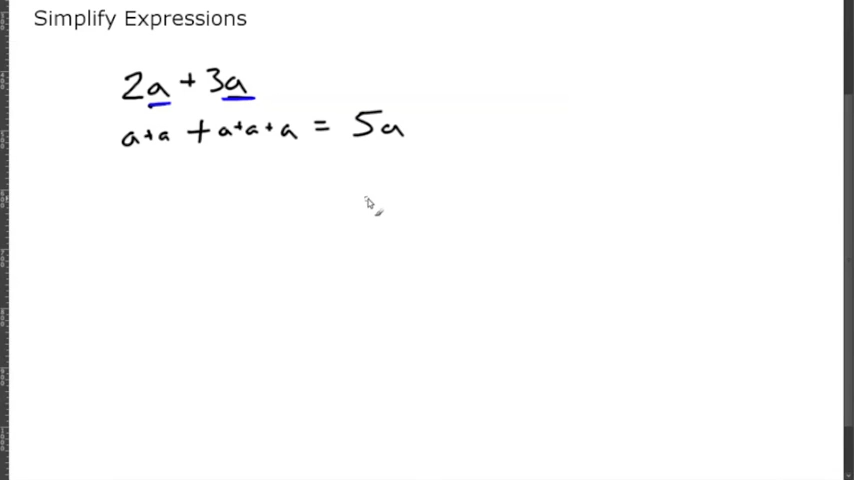 Simplify Expressions
2a + 3a
a+a + a+a+a = 5a